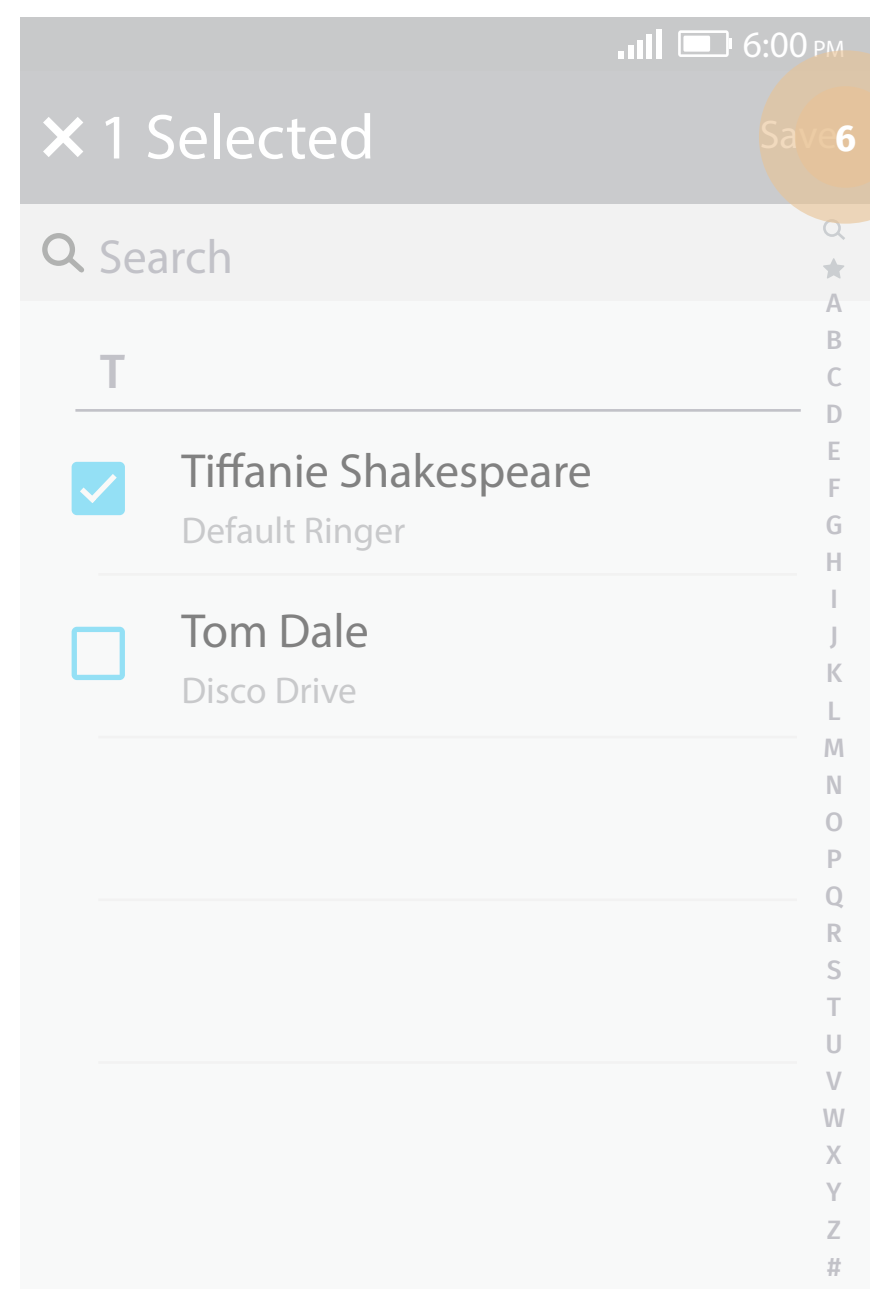 6:00 PM
1 Selected
Save
6
Search
T
Tiffanie Shakespeare
Default Ringer
Tom Dale
Disco Drive
A
B
C
D
E
F
G
H
I
J
K
L
M
N
O
P
Q
R
S
T
U
V
W
X
Y
Z
#